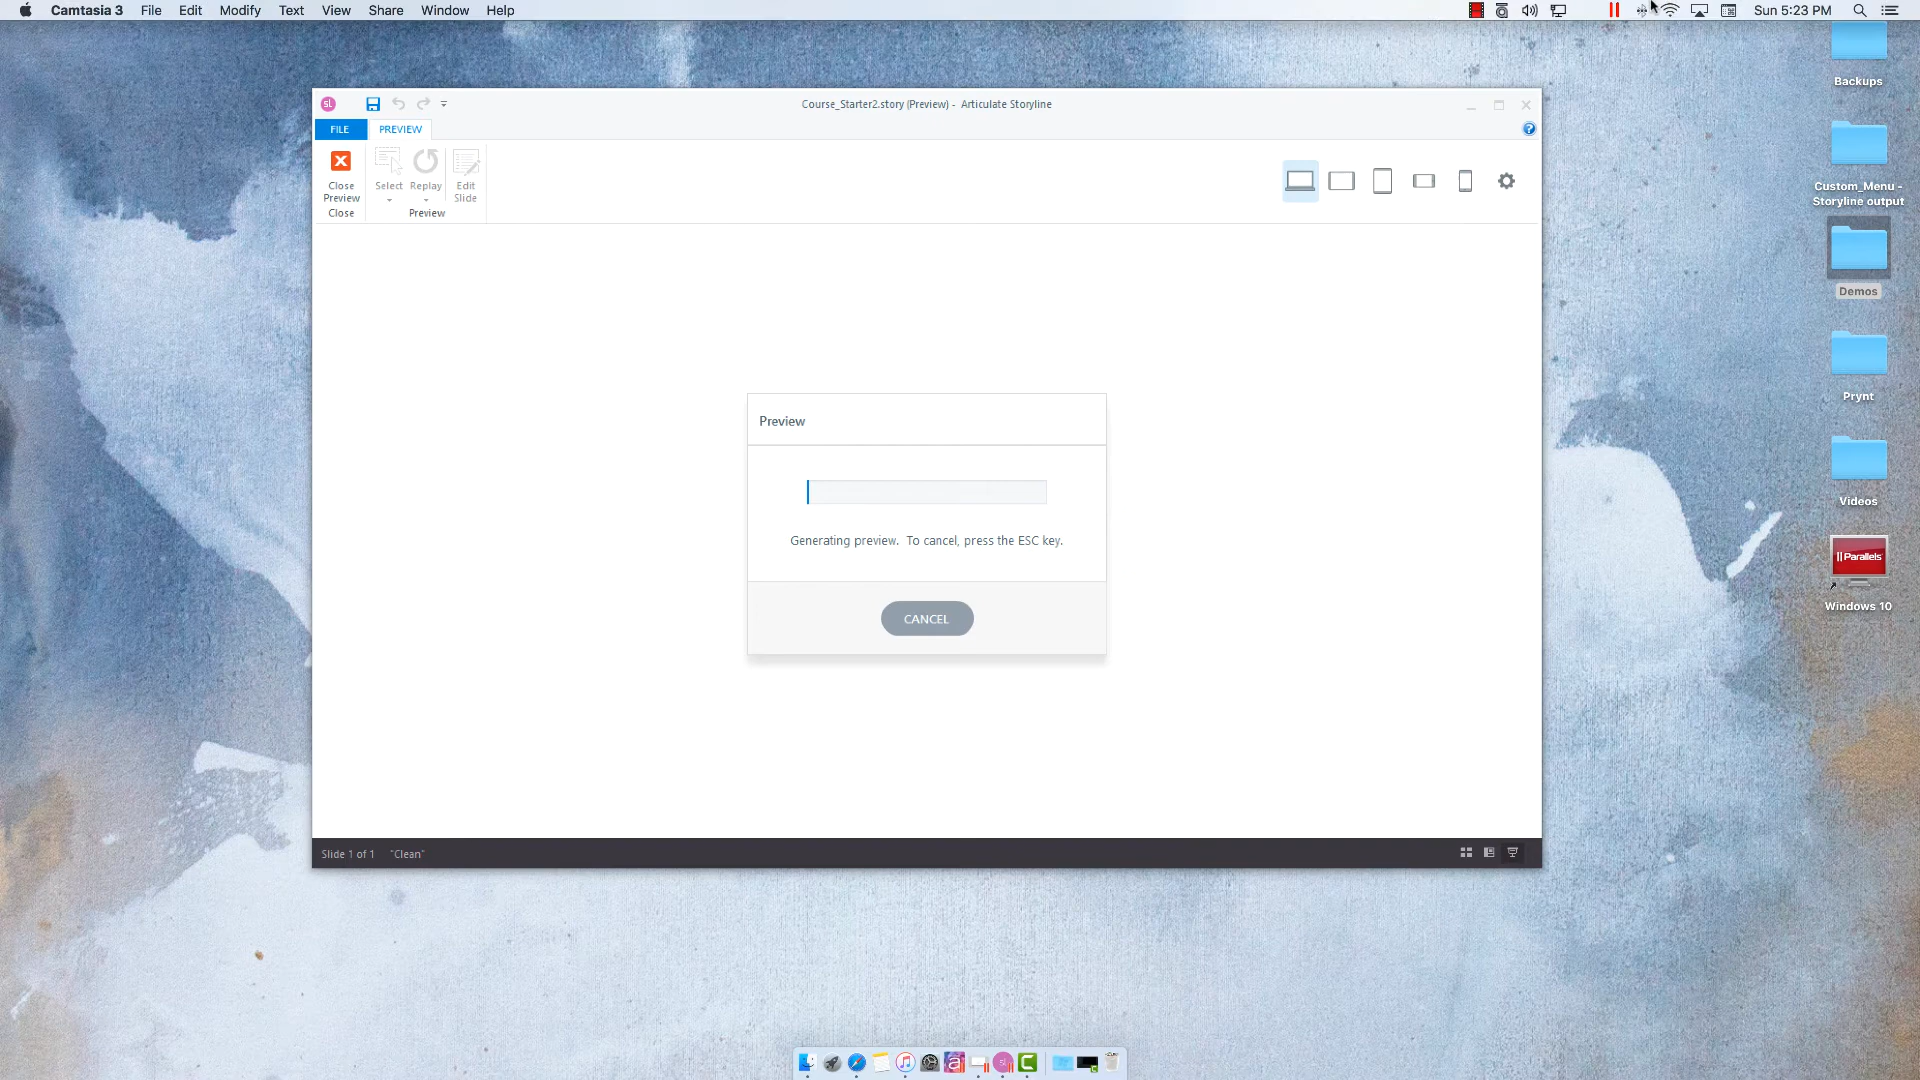 Camtasia 3 File Edit Modify Text View Share Window Help
Sun 5:23 PM
Backups
Custom_Menu -
Storyline output
Demos
Prynt
Videos
|| Parallels
Windows 10
sl
Course_Starter2.story (Preview) - Articulate Storyline
FILE PREVIEW
Close
Preview
Select
Replay
Edit
Slide
Close
Preview
Preview
Generating preview. To cancel, press the ESC key.
CANCEL
Slide 1 of 1 "Clean"